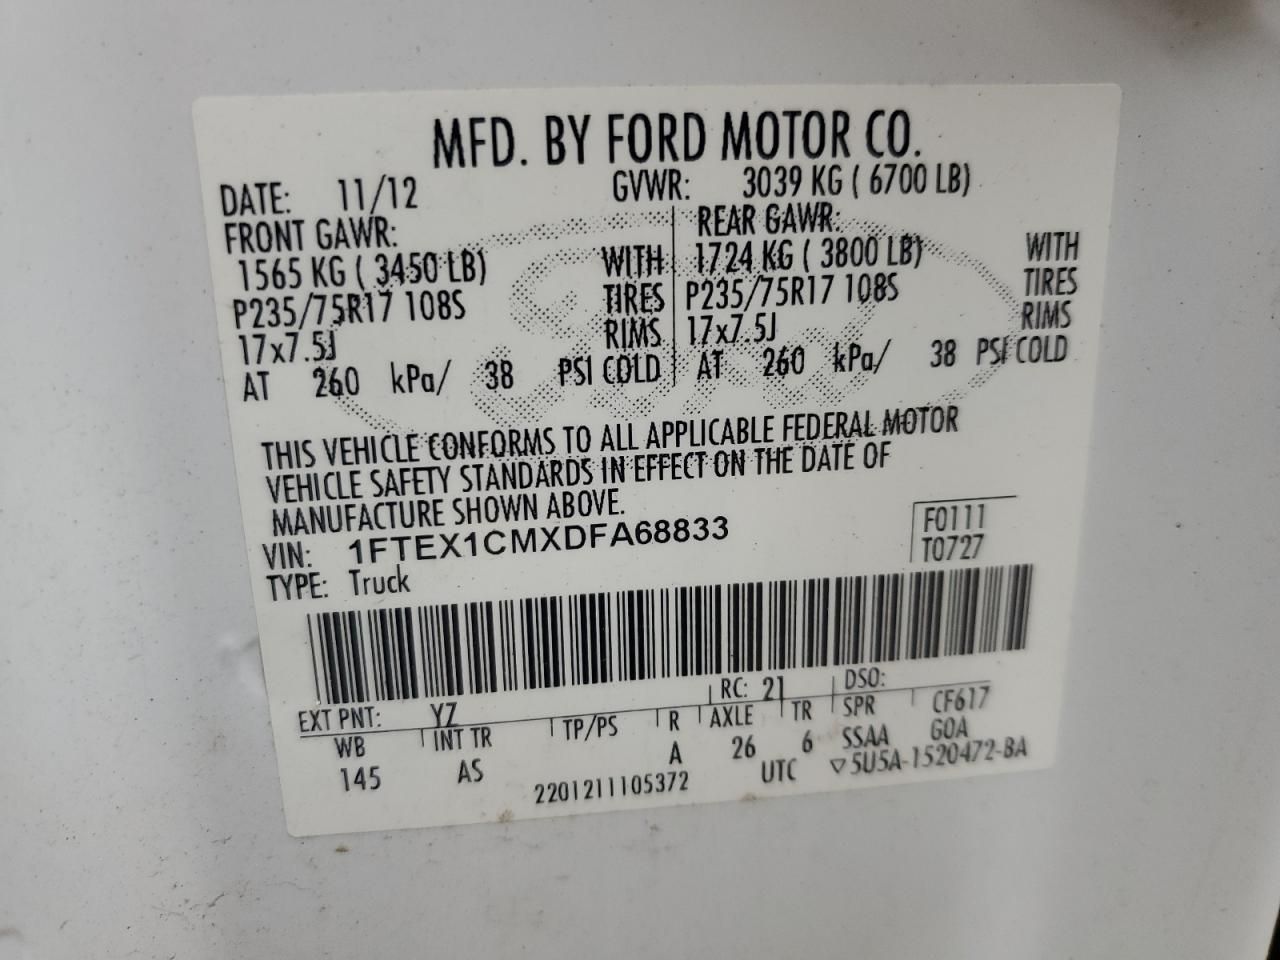 MFD. BY FORD MOTOR CO.
DATE: 11/12 GVWR: 3039 KG ( 6700 LB)
FRONT GAWR: REAR GAWR:
1565 KG ( 3450 LB) WITH 1724 KG ( 3800 LB) WITH
P235/75R17 108S TIRES P235/75R17 108S TIRES
17x7.5J RIMS 17x7.5J RIMS
AT 260 kPa/ 38 PSI COLD AT 260 kPa/ 38 PSI COLD
THIS VEHICLE CONFORMS TO ALL APPLICABLE FEDERAL MOTOR
VEHICLE SAFETY STANDARDS IN EFFECT ON THE DATE OF
MANUFACTURE SHOWN ABOVE.
VIN: 1FTEX1CMXDFA68833 F0111
TYPE: Truck T0727
EXT PNT: YZ RC: 21 DSO:
WB INT TR TP/PS R AXLE TR SPR CF617
145 AS A 26 6 SSAA GOA
2201211105372 UTC ▽5U5A-1520472-BA